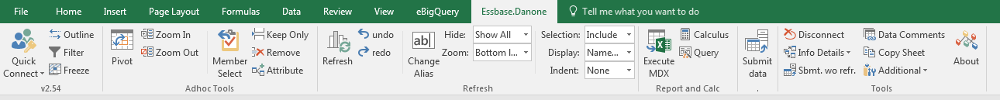 File Home Insert Page Layout Formulas Data Review View eBigQuery Essbase.Danone Tell me what you want to do
Quick Connect
Outline
Filter
Freeze
v2.54
Pivot
Zoom In
Zoom Out
Member Select
Keep Only
Remove
Attribute
Adhoc Tools
Refresh
undo
redo
ab
Change Alias
Hide: Show All
Zoom: Bottom l...
Selection: Include
Display: Name...
Indent: None
Refresh
Execute MDX
Calculus
Query
Report and Calc
Submit data
.
Disconnect
Info Details
Sbmt. wo refr.
Data Comments
Copy Sheet
Additional
About
Tools